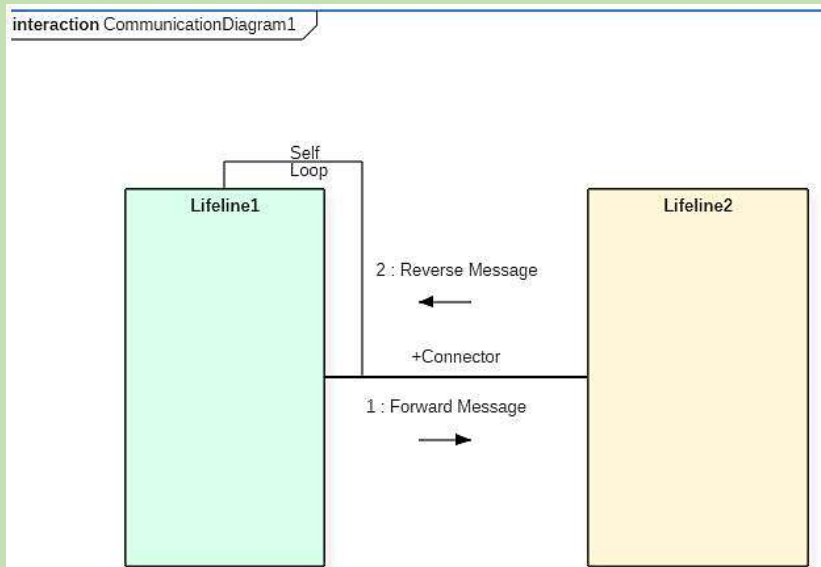 interaction CommunicationDiagram1
Self
Loop
Lifeline1
Lifeline2
2 : Reverse Message
+Connector
1 : Forward Message